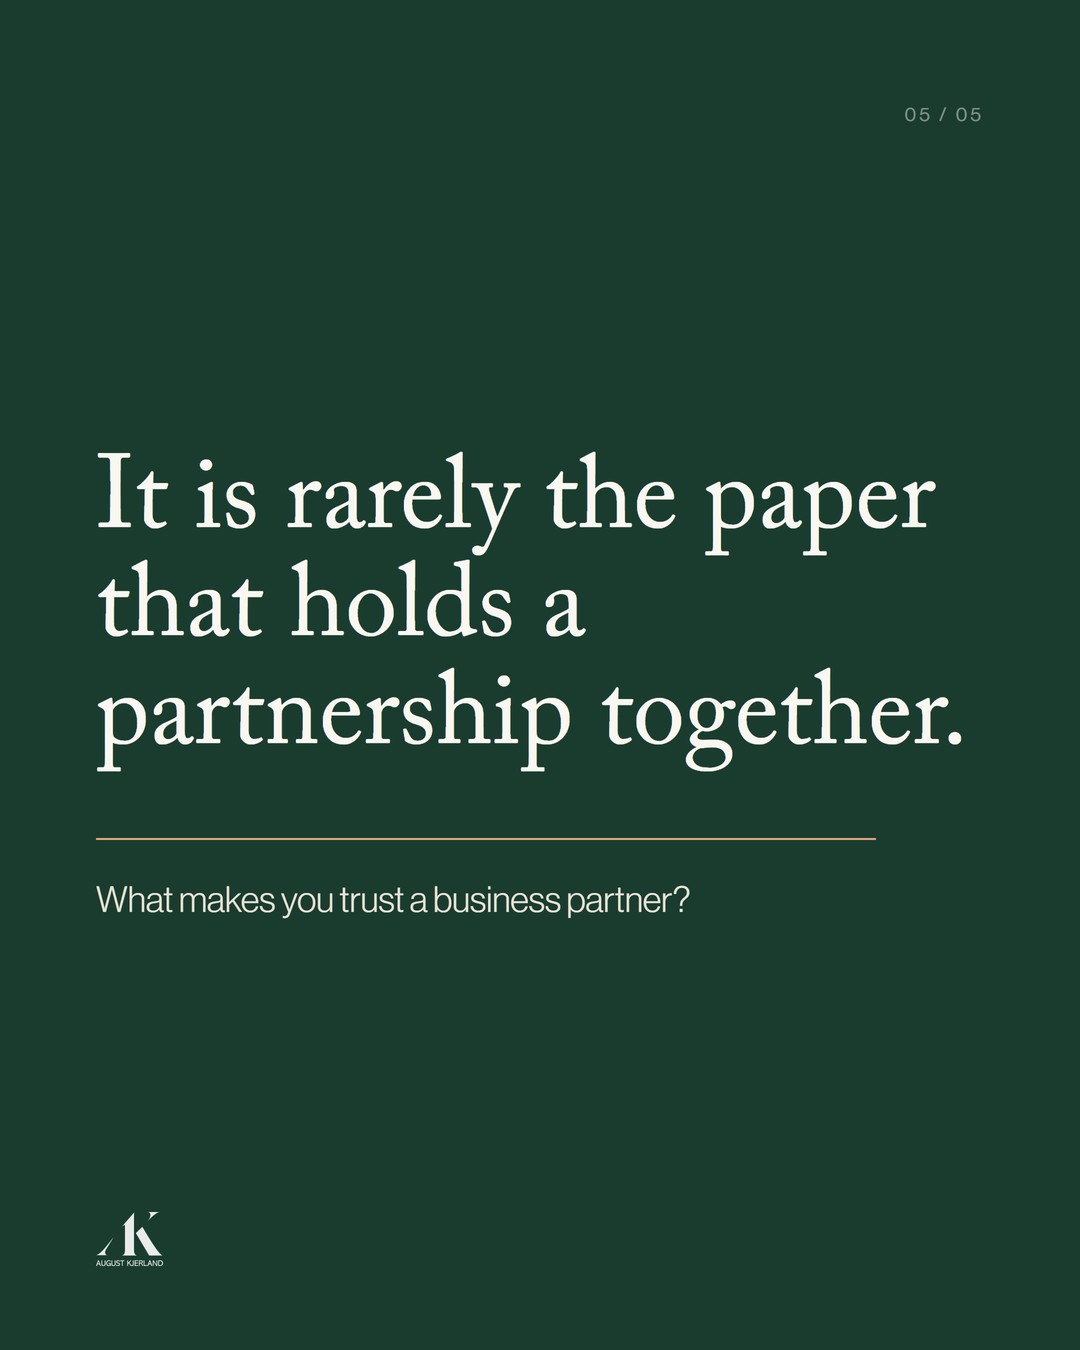 05 / 05
It is rarely the paper
that holds a
partnership together.
What makes you trust a business partner?
AK
AUGUST KJERLAND